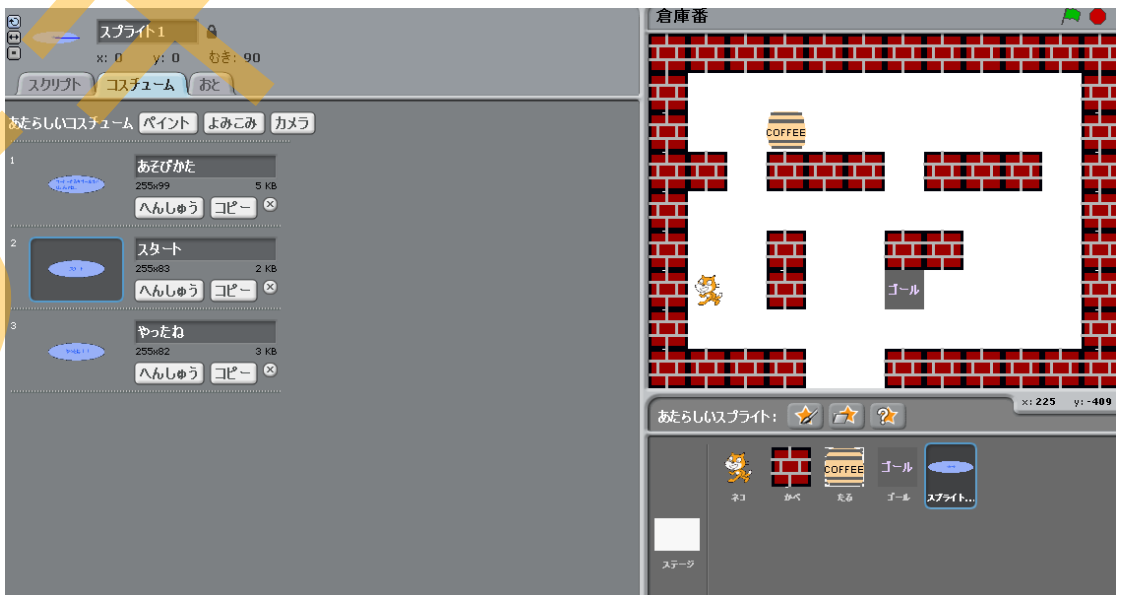 スプライト1
x: 0 y: 0 むき: 90
スクリプト コスチューム おと
あたらしいコスチューム ペイント よみこみ カメラ
1
あそびかた
255x99 5 KB
へんしゅう コピー
2
スタート
255x83 2 KB
へんしゅう コピー
3
やったね
255x82 3 KB
へんしゅう コピー
倉庫番
COFFEE
ゴール
x: 225 y: -409
あたらしいスプライト:
COFFEE
ゴール
ネコ
かべ
たる
ゴール
スプライト...
ステージ